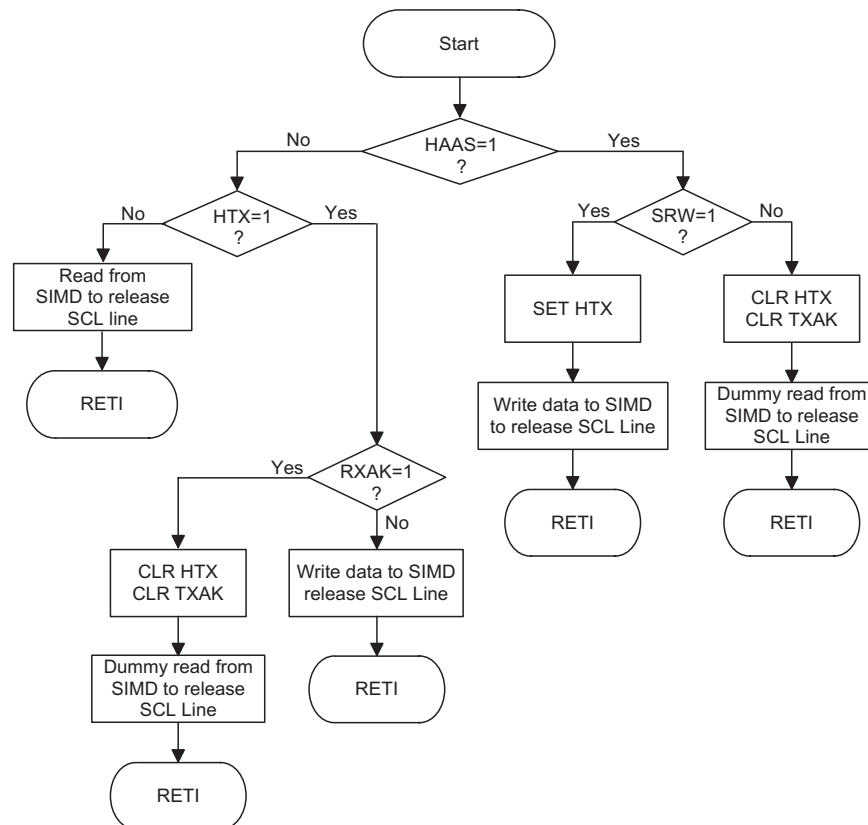 Start
HAAS=1
?
No
Yes
HTX=1
?
No
Yes
SRW=1
?
Yes
No
Read from
SIMD to release
SCL line
RETI
SET HTX
Write data to SIMD
to release SCL Line
RETI
CLR HTX
CLR TXAK
Dummy read from
SIMD to release
SCL Line
RETI
RXAK=1
?
Yes
No
CLR HTX
CLR TXAK
Dummy read from
SIMD to release
SCL Line
RETI
Write data to SIMD
release SCL Line
RETI